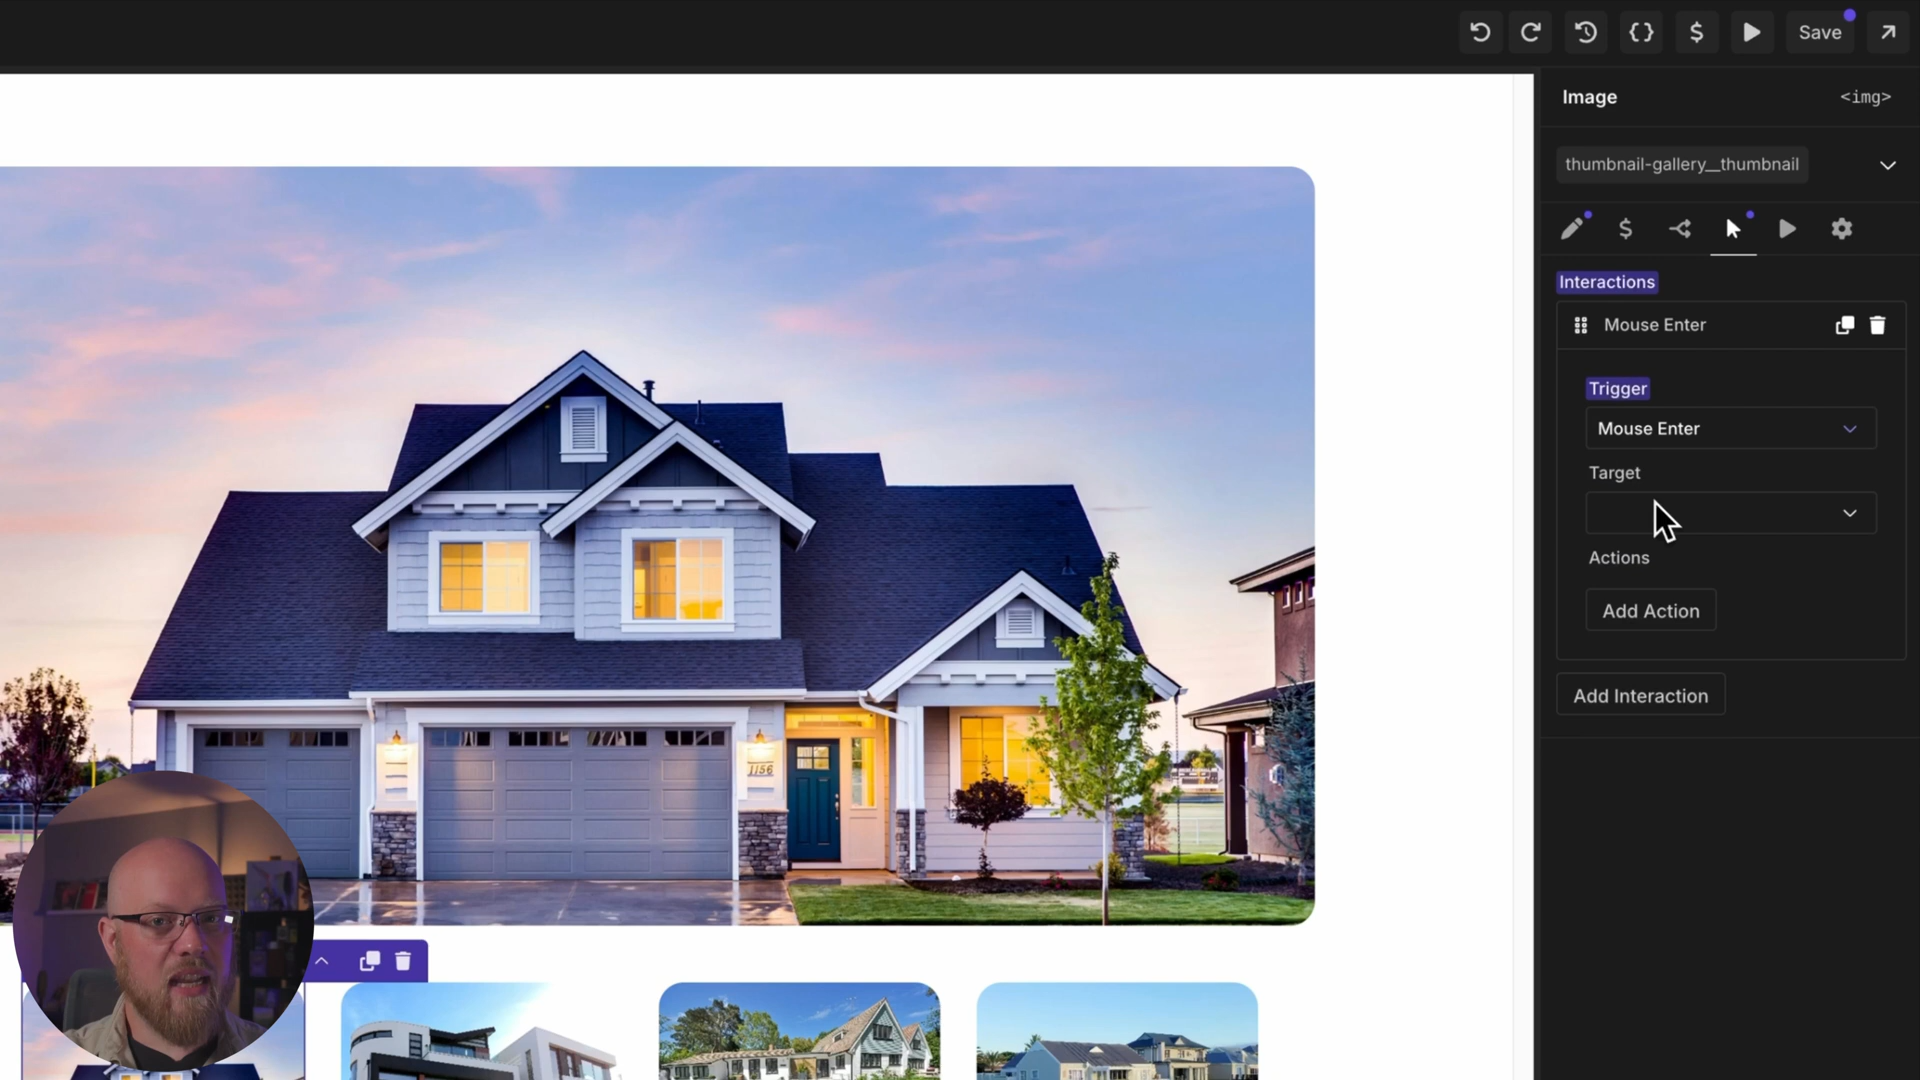 Save
Image
<img>
thumbnail-gallery__thumbnail
Interactions
Mouse Enter
Trigger
Mouse Enter
Target
Actions
Add Action
Add Interaction
1156